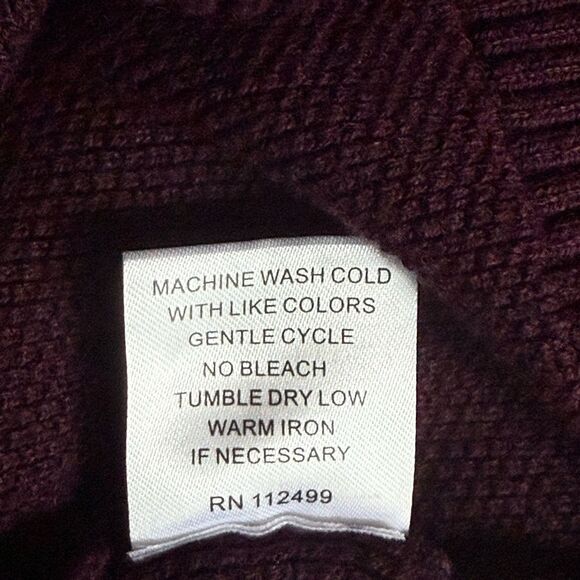 MACHINE WASH COLD
WITH LIKE COLORS
GENTLE CYCLE
NO BLEACH
TUMBLE DRY LOW
WARM IRON
IF NECESSARY
RN 112499